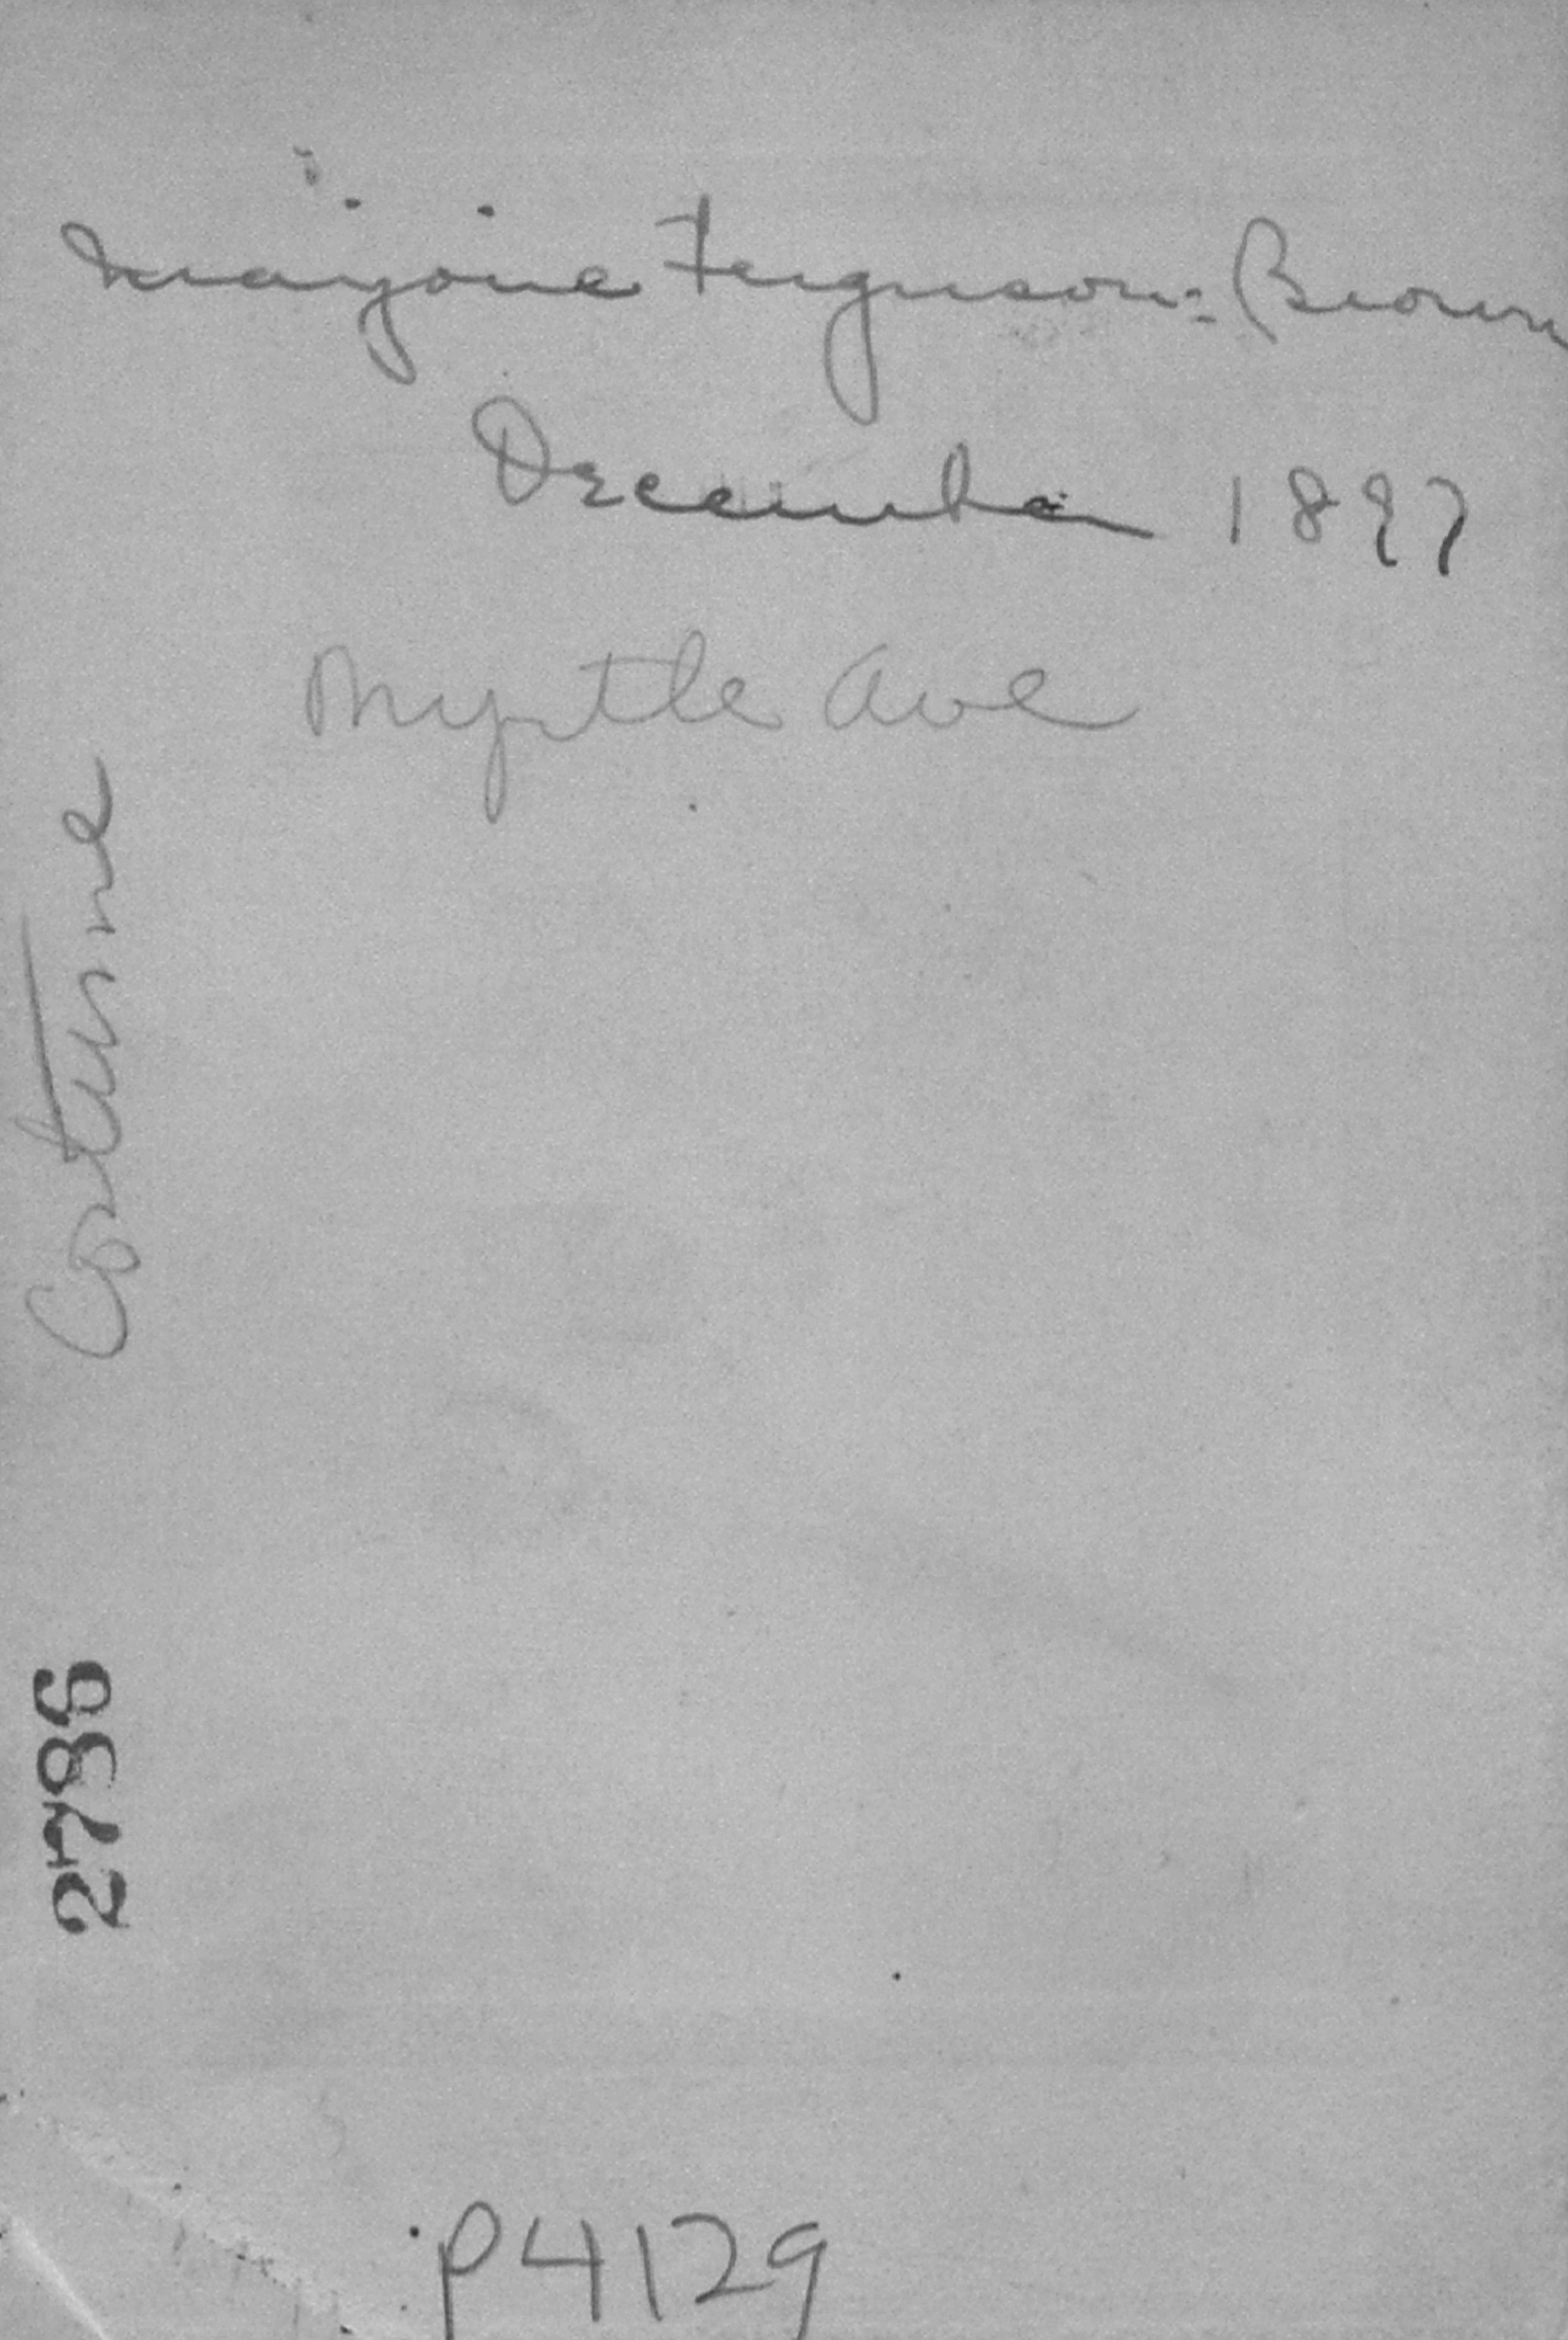 Marjorie Ferguson-Brown
December 1897
Myrtle Ave
Costume
2786
P4129